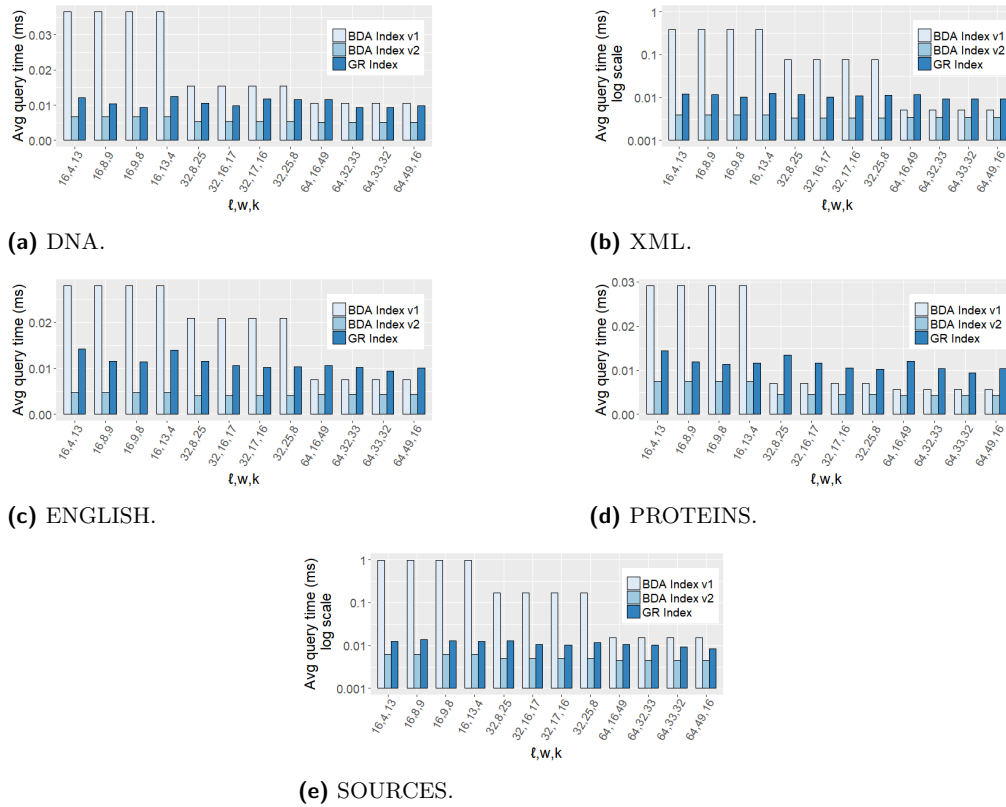 Avg query time (ms)
0.03
0.02
0.01
0.00
BDA Index v1
BDA Index v2
GR Index
16,4,13
16,8,9
16,9,8
16,13,4
32,8,25
32,16,17
32,17,16
32,25,8
64,16,49
64,32,33
64,33,32
64,49,16
ℓ,w,k
(a) DNA.
Avg query time (ms)
log scale
1
0.1
0.01
0.001
BDA Index v1
BDA Index v2
GR Index
16,4,13
16,8,9
16,9,8
16,13,4
32,8,25
32,16,17
32,17,16
32,25,8
64,16,49
64,32,33
64,33,32
64,49,16
ℓ,w,k
(b) XML.
Avg query time (ms)
0.02
0.01
0.00
BDA Index v1
BDA Index v2
GR Index
16,4,13
16,8,9
16,9,8
16,13,4
32,8,25
32,16,17
32,17,16
32,25,8
64,16,49
64,32,33
64,33,32
64,49,16
ℓ,w,k
(c) ENGLISH.
Avg query time (ms)
0.03
0.02
0.01
0.00
BDA Index v1
BDA Index v2
GR Index
16,4,13
16,8,9
16,9,8
16,13,4
32,8,25
32,16,17
32,17,16
32,25,8
64,16,49
64,32,33
64,33,32
64,49,16
ℓ,w,k
(d) PROTEINS.
Avg query time (ms)
log scale
1
0.1
0.01
0.001
BDA Index v1
BDA Index v2
GR Index
16,4,13
16,8,9
16,9,8
16,13,4
32,8,25
32,16,17
32,17,16
32,25,8
64,16,49
64,32,33
64,33,32
64,49,16
ℓ,w,k
(e) SOURCES.